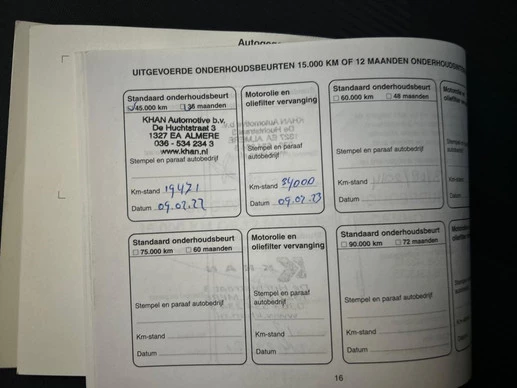 UITGEVOERDE ONDERHOUDSBEURTEN 15.000 KM OF 12 MAANDEN
Standaard onderhoudsbeurt
45.000 km 36 maanden
KHAN Automotive b.v.
De Huchtstraat 3
1327 EA ALMERE
036 - 534 234 3
www.khan.nl
Stempel en paraaf autobedrijf
Km-stand 19471
Datum 09.02.22
Motorolie en
oliefilter vervanging
Stempel en paraaf
autobedrijf
Km-stand 34000
Datum 09.02.23
Standaard onderhoudsbeurt
60.000 km 48 maanden
Stempel en paraaf autobedrijf
Km-stand
Datum
Standaard onderhoudsbeurt
75.000 km 60 maanden
Stempel en paraaf autobedrijf
Km-stand
Datum
Motorolie en
oliefilter vervanging
Stempel en paraaf
autobedrijf
Km-stand
Datum
Standaard onderhoudsbeurt
90.000 km 72 maanden
Stempel en paraaf autobedrijf
Km-stand
Datum
16